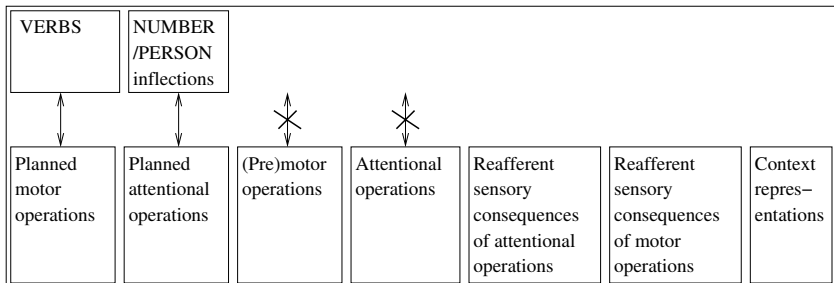 VERBS
NUMBER
/PERSON
inflections
Planned
motor
operations
Planned
attentional
operations
(Pre)motor
operations
Attentional
operations
Reafferent
sensory
consequences
of attentional
operations
Reafferent
sensory
consequences
of motor
operations
Context
repres−
entations